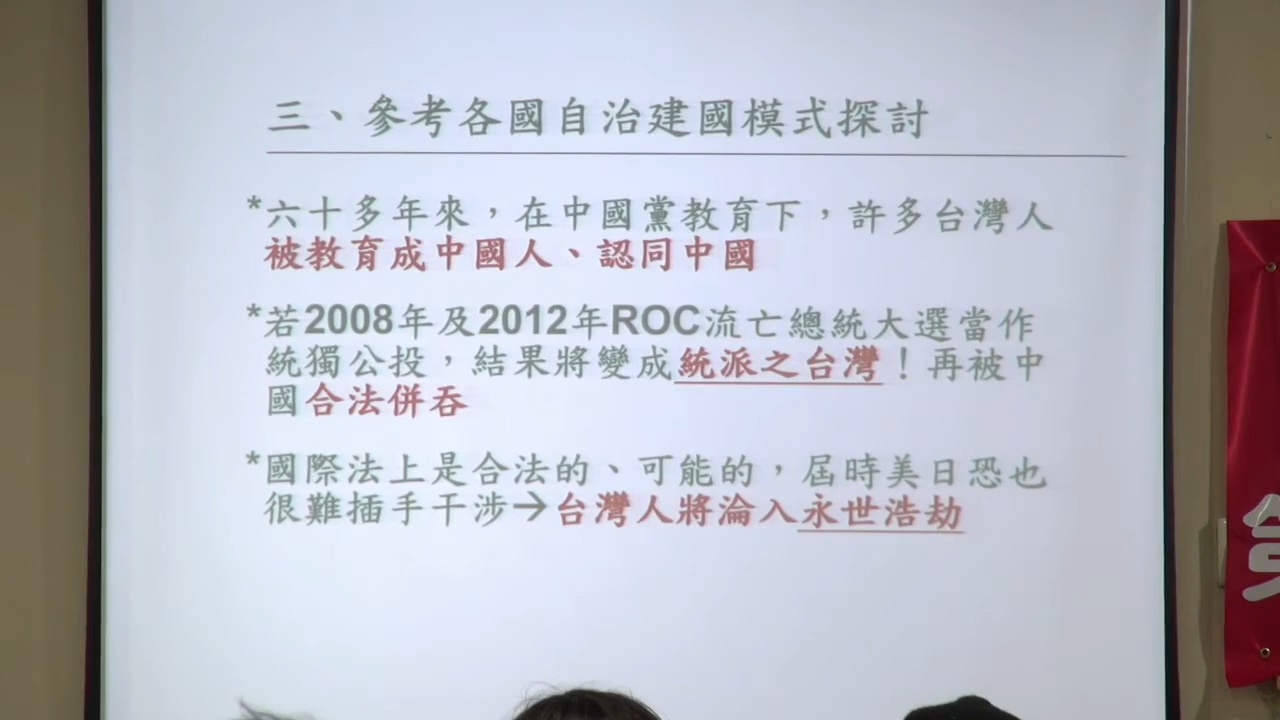 三、參考各國自治建國模式探討
*六十多年來，在中國黨教育下，許多台灣人
被教育成中國人、認同中國
*若2008年及2012年ROC流亡總統大選當作
統獨公投，結果將變成統派之台灣！再被中
國合法併吞
*國際法上是合法的、可能的，屆時美日恐也
很難插手干涉→台灣人將淪入永世浩劫